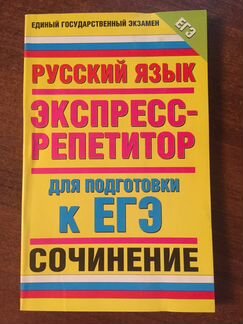 ЕДИНЫЙ ГОСУДАРСТВЕННЫЙ ЭКЗАМЕН
ЕГЭ
РУССКИЙ ЯЗЫК
ЭКСПРЕСС-
РЕПЕТИТОР
ДЛЯ ПОДГОТОВКИ
К ЕГЭ
СОЧИНЕНИЕ